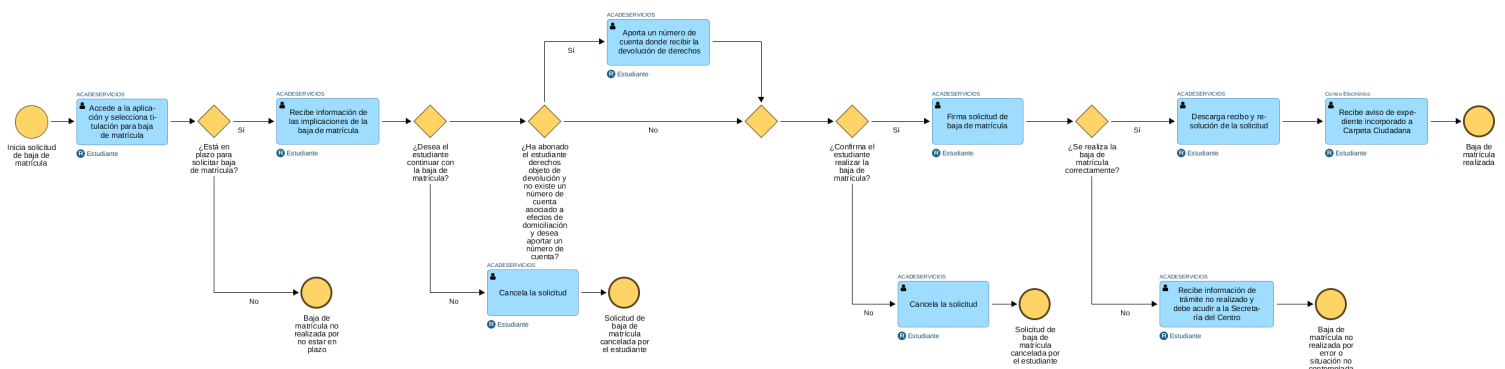 ACADESERVICIOS
Aporta un número de
cuenta donde recibir la
devolución de derechos
R Estudiante
Sí
Inicia solicitud
de baja de
matrícula
ACADESERVICIOS
Accede a la aplica-
ción y selecciona ti-
tulación para baja
de matrícula
R Estudiante
¿Está en
plazo para
solicitar baja
de matrícula?
Sí
ACADESERVICIOS
Recibe información de
las implicaciones de la
baja de matrícula
R Estudiante
¿Desea el
estudiante
continuar con
la baja de
matrícula?
¿Ha abonado
el estudiante
derechos
objeto de
devolución y
no existe un
número de
cuenta
asociado a
efectos de
domiciliación
y desea
aportar un
número de
cuenta?
No
¿Confirma el
estudiante
realizar la
baja de
matrícula?
Sí
ACADESERVICIOS
Firma solicitud de
baja de matrícula
R Estudiante
¿Se realiza la
baja de
matrícula
correctamente?
Sí
ACADESERVICIOS
Descarga recibo y re-
solución de la solicitud
R Estudiante
Correo Electrónico
Recibe aviso de expe-
diente incorporado a
Carpeta Ciudadana
R Estudiante
Baja de
matrícula
realizada
No
Baja de
matrícula no
realizada por
no estar en
plazo
No
ACADESERVICIOS
Cancela la solicitud
R Estudiante
Solicitud de
baja de
matrícula
cancelada por
el estudiante
No
ACADESERVICIOS
Cancela la solicitud
R Estudiante
Solicitud de
baja de
matrícula
cancelada por
el estudiante
No
ACADESERVICIOS
Recibe información de
trámite no realizado y
debe acudir a la Secreta-
ría del Centro
R Estudiante
Baja de
matrícula no
realizada por
error o
situación no
contemplada